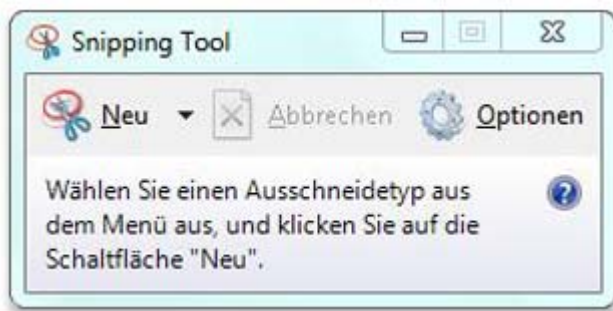 Snipping Tool
Neu Abbrechen Optionen
Wählen Sie einen Ausschneidetyp aus
dem Menü aus, und klicken Sie auf die
Schaltfläche "Neu".